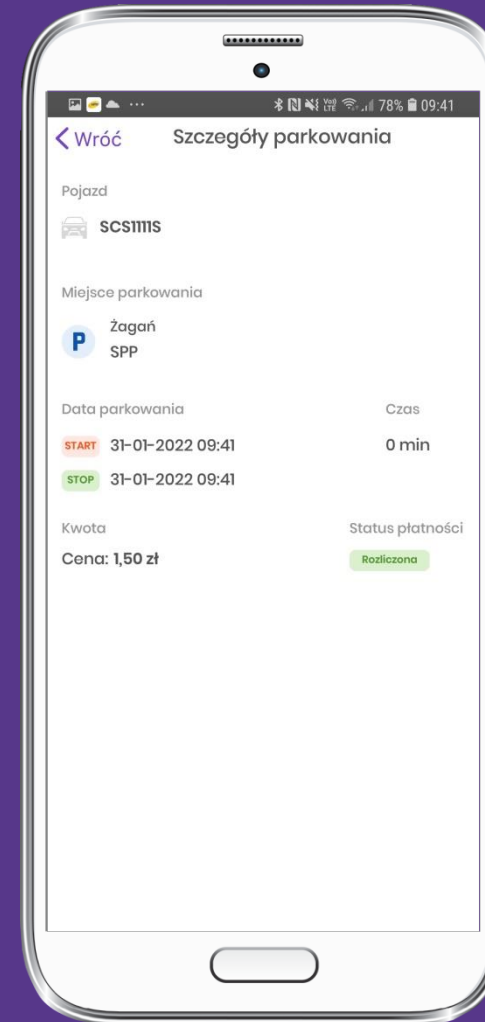 78% 09:41
Wróć Szczegóły parkowania
Pojazd
SCS1111S
Miejsce parkowania
P Żagań
SPP
Data parkowania Czas
START 31-01-2022 09:41 0 min
STOP 31-01-2022 09:41
Kwota Status płatności
Cena: 1,50 zł Rozliczona